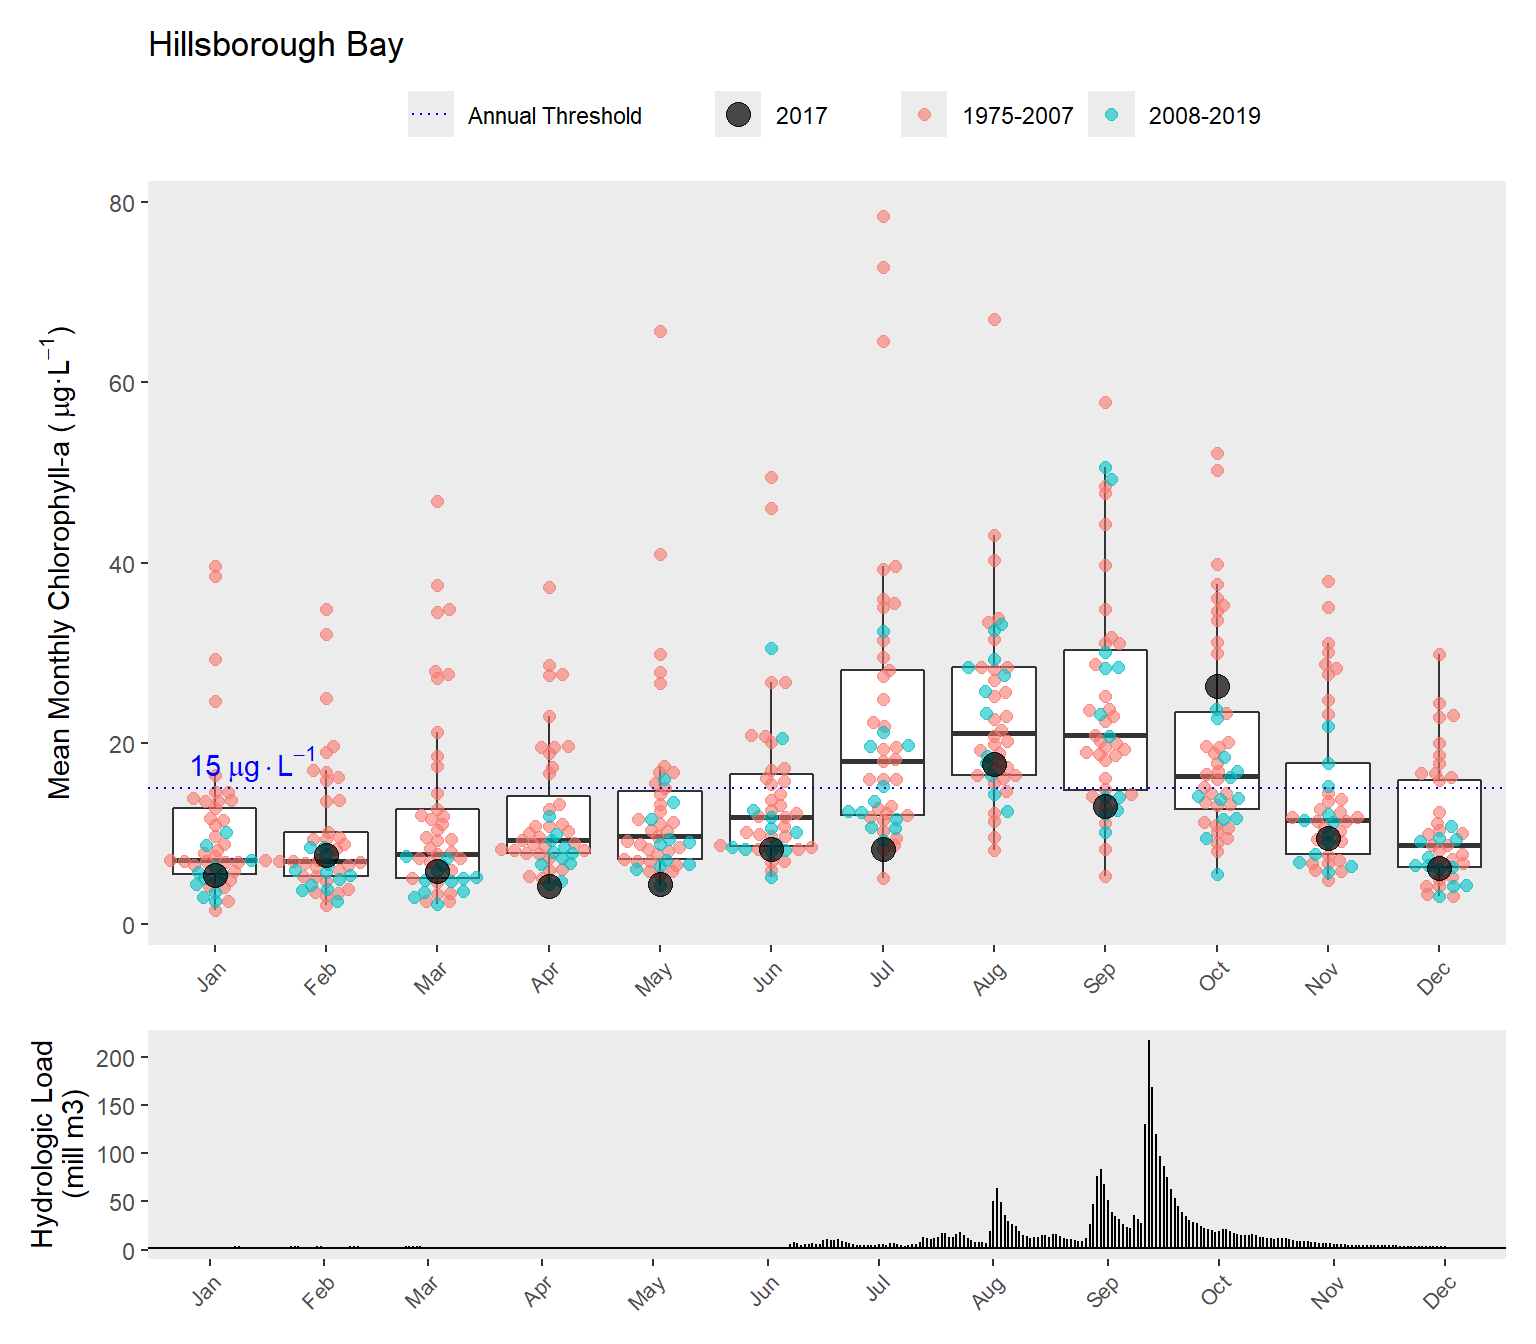 Hillsborough Bay
Annual Threshold 2017 1975-2007 2008-2019
Mean Monthly Chlorophyll-a ( µg·L⁻¹)
80
60
40
20
0
15 µg·L⁻¹
Jan Feb Mar Apr May Jun Jul Aug Sep Oct Nov Dec
Hydrologic Load
(mill m3)
200
150
100
50
0
Jan Feb Mar Apr May Jun Jul Aug Sep Oct Nov Dec